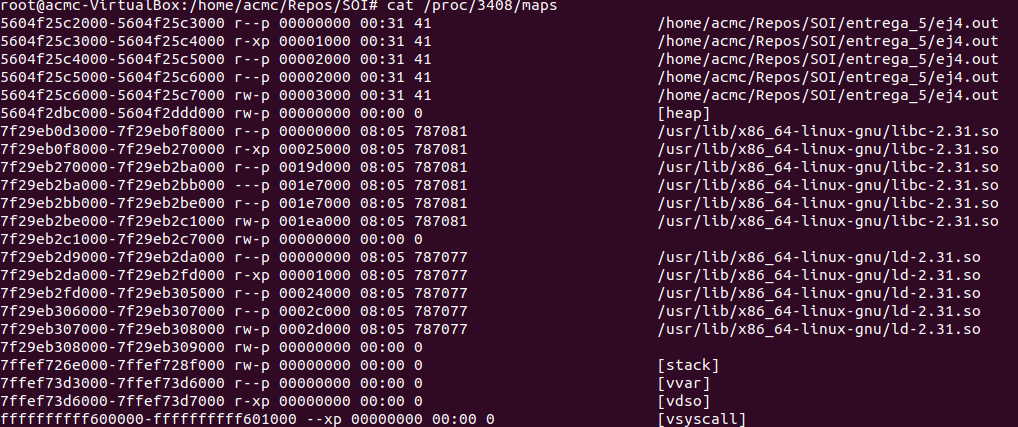 root@acmc-VirtualBox:/home/acmc/Repos/SOI# cat /proc/3408/maps
5604f25c2000-5604f25c3000 r--p 00000000 00:31 41 /home/acmc/Repos/SOI/entrega_5/ej4.out
5604f25c3000-5604f25c4000 r-xp 00001000 00:31 41 /home/acmc/Repos/SOI/entrega_5/ej4.out
5604f25c4000-5604f25c5000 r--p 00002000 00:31 41 /home/acmc/Repos/SOI/entrega_5/ej4.out
5604f25c5000-5604f25c6000 r--p 00002000 00:31 41 /home/acmc/Repos/SOI/entrega_5/ej4.out
5604f25c6000-5604f25c7000 rw-p 00003000 00:31 41 /home/acmc/Repos/SOI/entrega_5/ej4.out
5604f2dbc000-5604f2ddd000 rw-p 00000000 00:00 0 [heap]
7f29eb0d3000-7f29eb0f8000 r--p 00000000 08:05 787081 /usr/lib/x86_64-linux-gnu/libc-2.31.so
7f29eb0f8000-7f29eb270000 r-xp 00025000 08:05 787081 /usr/lib/x86_64-linux-gnu/libc-2.31.so
7f29eb270000-7f29eb2ba000 r--p 0019d000 08:05 787081 /usr/lib/x86_64-linux-gnu/libc-2.31.so
7f29eb2ba000-7f29eb2bb000 ---p 001e7000 08:05 787081 /usr/lib/x86_64-linux-gnu/libc-2.31.so
7f29eb2bb000-7f29eb2be000 r--p 001e7000 08:05 787081 /usr/lib/x86_64-linux-gnu/libc-2.31.so
7f29eb2be000-7f29eb2c1000 rw-p 001ea000 08:05 787081 /usr/lib/x86_64-linux-gnu/libc-2.31.so
7f29eb2c1000-7f29eb2c7000 rw-p 00000000 00:00 0
7f29eb2d9000-7f29eb2da000 r--p 00000000 08:05 787077 /usr/lib/x86_64-linux-gnu/ld-2.31.so
7f29eb2da000-7f29eb2fd000 r-xp 00001000 08:05 787077 /usr/lib/x86_64-linux-gnu/ld-2.31.so
7f29eb2fd000-7f29eb305000 r--p 00024000 08:05 787077 /usr/lib/x86_64-linux-gnu/ld-2.31.so
7f29eb306000-7f29eb307000 r--p 0002c000 08:05 787077 /usr/lib/x86_64-linux-gnu/ld-2.31.so
7f29eb307000-7f29eb308000 rw-p 0002d000 08:05 787077 /usr/lib/x86_64-linux-gnu/ld-2.31.so
7f29eb308000-7f29eb309000 rw-p 00000000 00:00 0
7ffef726e000-7ffef728f000 rw-p 00000000 00:00 0 [stack]
7ffef73d3000-7ffef73d6000 r--p 00000000 00:00 0 [vvar]
7ffef73d6000-7ffef73d7000 r-xp 00000000 00:00 0 [vdso]
ffffffffff600000-ffffffffff601000 --xp 00000000 00:00 0 [vsyscall]